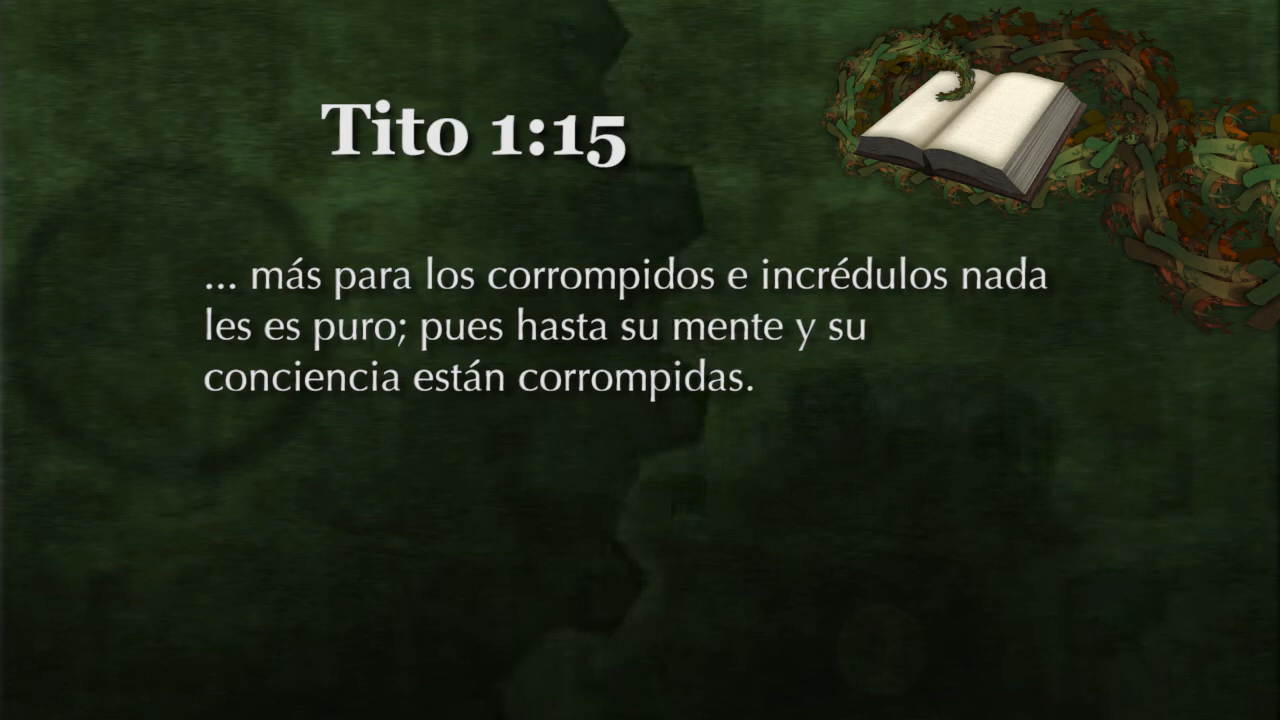 Tito 1:15
... más para los corrompidos e incrédulos nada
les es puro; pues hasta su mente y su
conciencia están corrompidas.